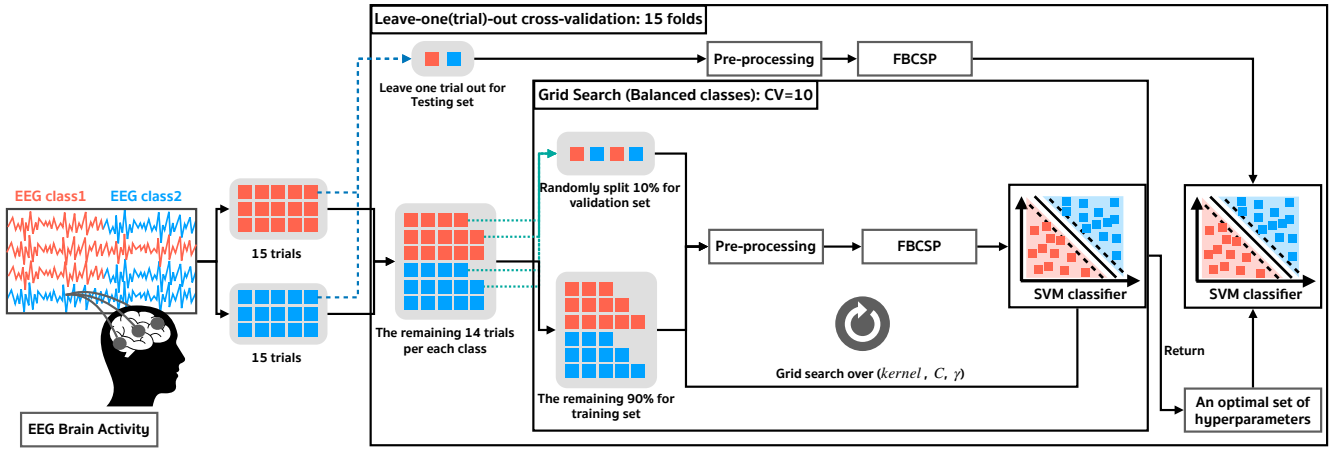 Leave-one(trial)-out cross-validation: 15 folds
Leave one trial out for
Testing set
Pre-processing
FBCSP
Grid Search (Balanced classes): CV=10
Randomly split 10% for
validation set
EEG class1
EEG class2
15 trials
15 trials
EEG Brain Activity
The remaining 14 trials
per each class
The remaining 90% for
training set
Pre-processing
FBCSP
SVM classifier
Grid search over (kernel , C, γ)
SVM classifier
Return
An optimal set of
hyperparameters